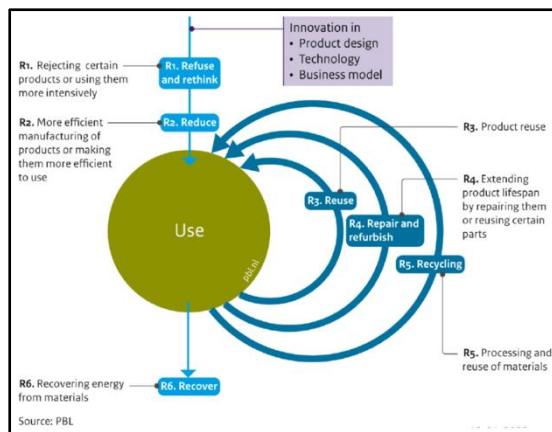 Innovation in
• Product design
• Technology
• Business model
R1. Rejecting certain
products or using them
more intensively
R1. Refuse
and rethink
R2. More efficient
manufacturing of
products or making
them more efficient
to use
R2. Reduce
R3. Product reuse
R3. Reuse
R4. Extending
product lifespan
by repairing them
or reusing certain
parts
R4. Repair and
refurbish
Use
pbl.nl
R5. Recycling
R5. Processing and
reuse of materials
R6. Recovering energy
from materials
R6. Recover
Source: PBL